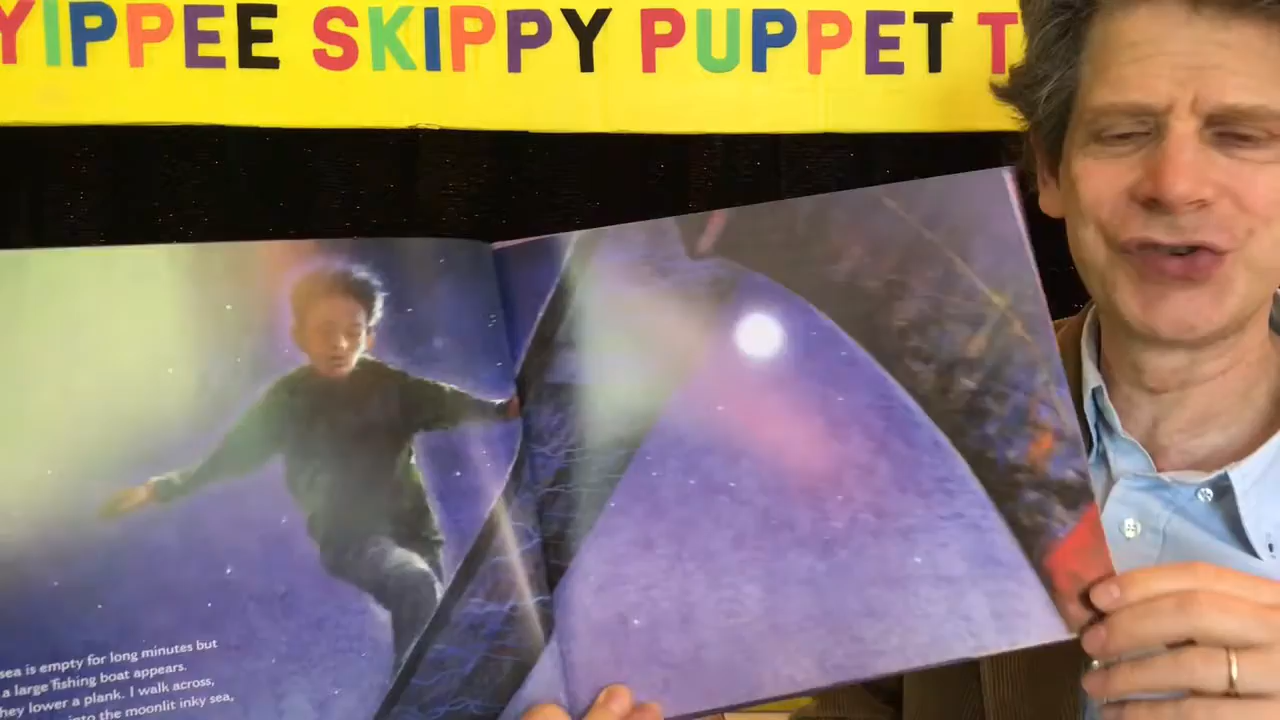 YIPPEE SKIPPY PUPPET T
sea is empty for long minutes but
a large fishing boat appears.
hey lower a plank. I walk across,
into the moonlit inky sea,